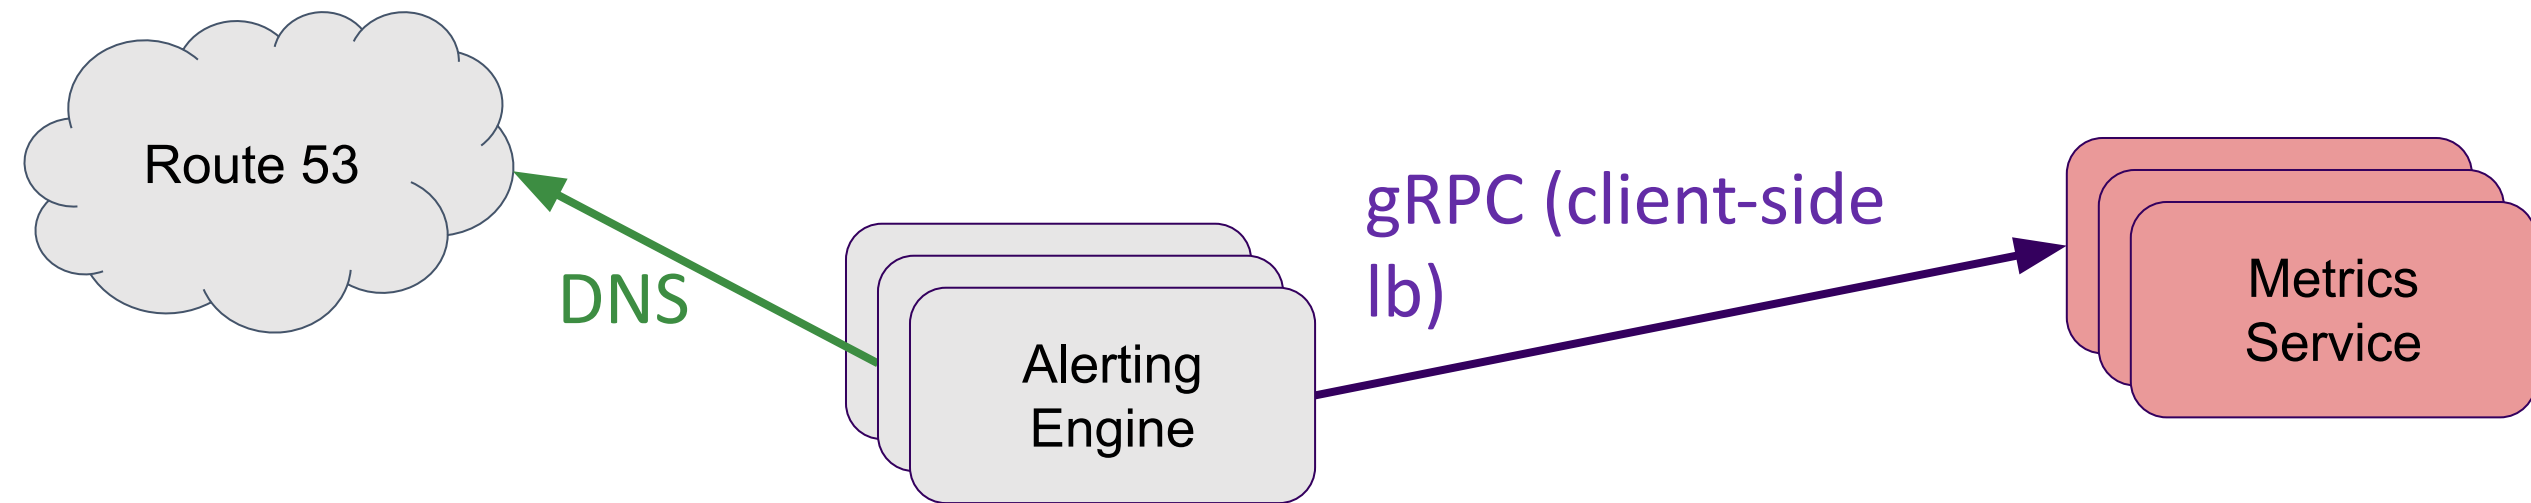 Route 53
DNS
Alerting
Engine
gRPC (client-side
lb)
Metrics
Service